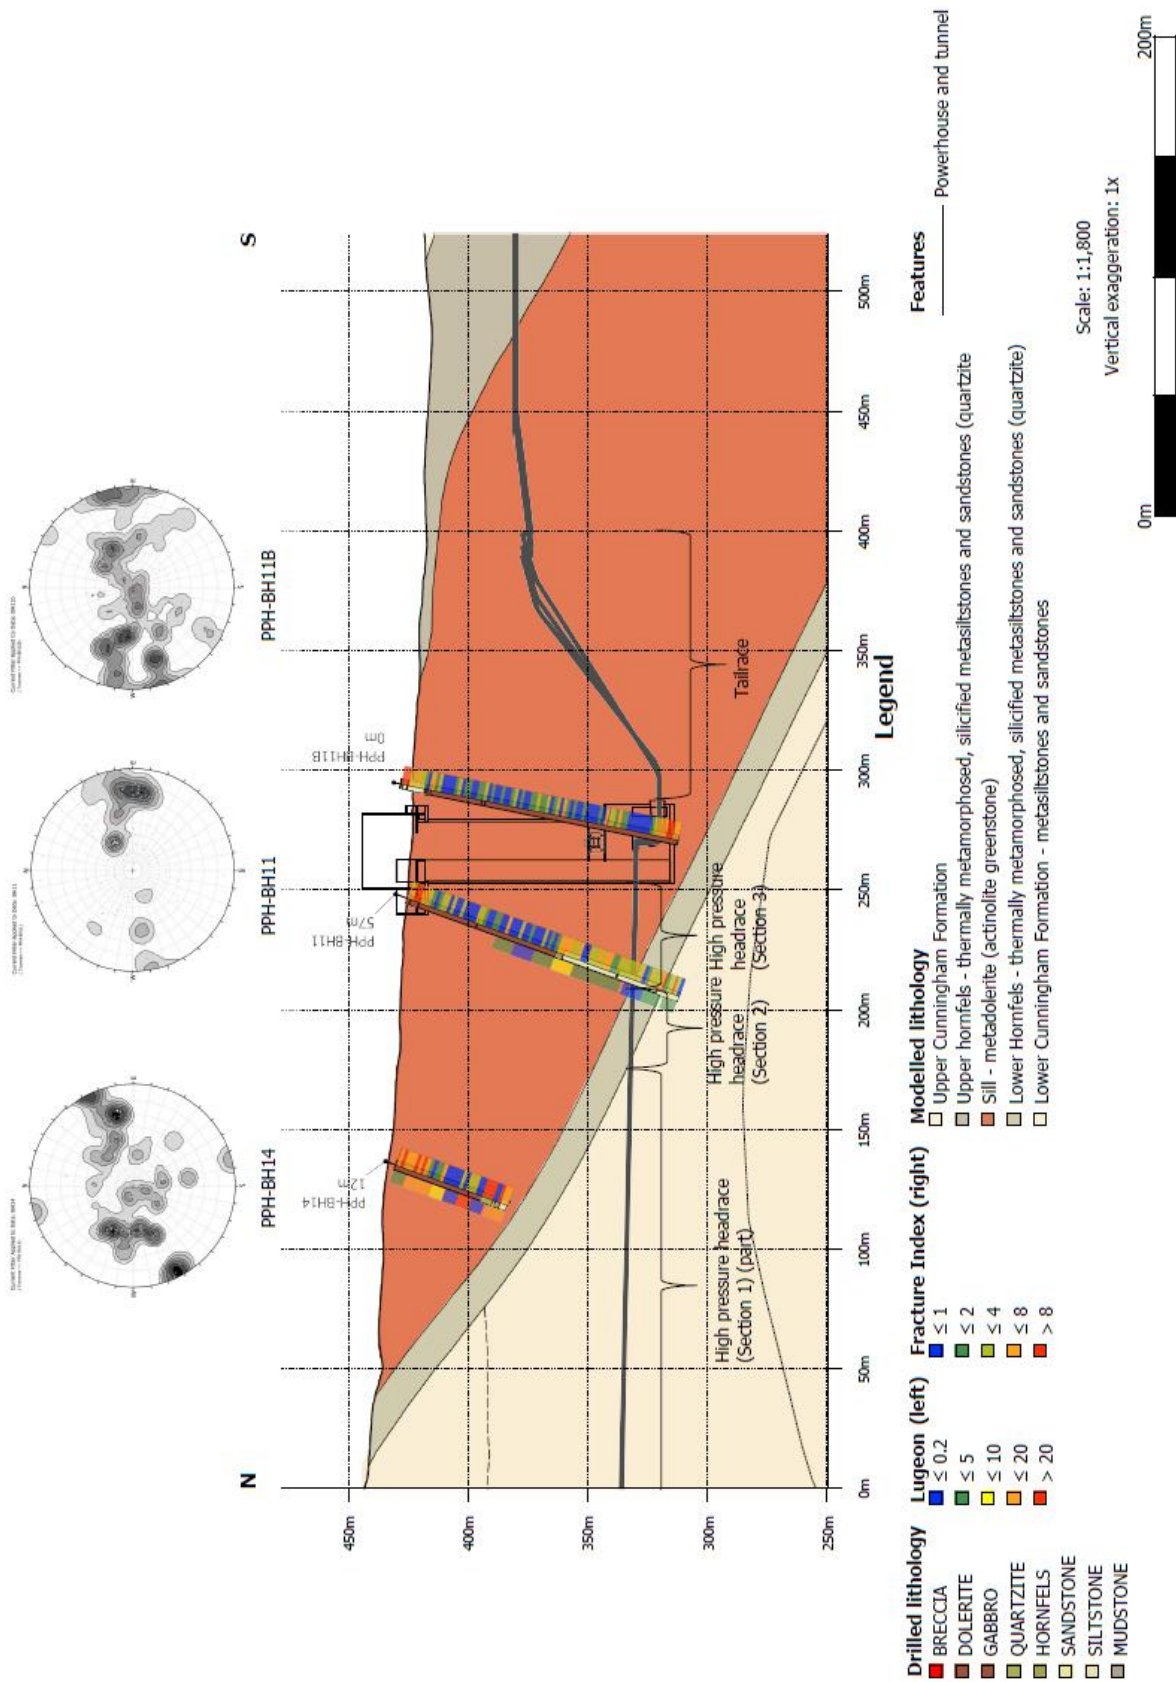 PPH-BH14
PPH-BH11
PPH-BH11B
N
S
450m
400m
350m
300m
250m
PPH-BH14
12m
PPH-BH11
57m
PPH-BH11B
0m
High pressure headrace
(Section 1) (part)
High pressure
headrace
(Section 2)
High pressure
headrace
(Section 3)
Tailrace
0m
50m
100m
150m
200m
250m
300m
350m
400m
450m
500m
Legend
Drilled lithology
BRECCIA
DOLERITE
GABBRO
QUARTZITE
HORNFELS
SANDSTONE
SILTSTONE
MUDSTONE
Lugeon (left)
≤ 0.2
≤ 5
≤ 10
≤ 20
> 20
Fracture Index (right)
≤ 1
≤ 2
≤ 4
≤ 8
> 8
Modelled lithology
Upper Cunningham Formation
Upper hornfels - thermally metamorphosed, silicified metasiltstones and sandstones (quartzite
Sill - metadolerite (actinolite greenstone)
Lower Hornfels - thermally metamorphosed, silicified metasiltstones and sandstones (quartzite)
Lower Cunningham Formation - metasiltstones and sandstones
Features
Powerhouse and tunnel
Scale: 1:1,800
Vertical exaggeration: 1x
0m
200m